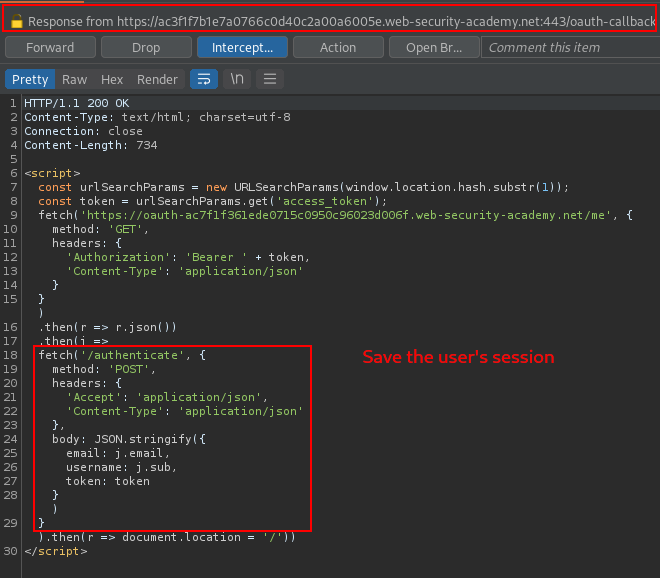 Response from https://ac3f1f7b1e7a0766c0d40c2a00a6005e.web-security-academy.net:443/oauth-callback
Forward Drop Intercept... Action Open Br... Comment this item
Pretty Raw Hex Render \n
1 HTTP/1.1 200 OK
2 Content-Type: text/html; charset=utf-8
3 Connection: close
4 Content-Length: 734
5
6 <script>
7 const urlSearchParams = new URLSearchParams(window.location.hash.substr(1));
8 const token = urlSearchParams.get('access_token');
9 fetch('https://oauth-ac7f1f361ede0715c0950c96023d006f.web-security-academy.net/me', {
10 method: 'GET',
11 headers: {
12 'Authorization': 'Bearer ' + token,
13 'Content-Type': 'application/json'
14 }
15 }
)
16 .then(r => r.json())
17 .then(j =>
18 fetch('/authenticate', {
19 method: 'POST',
20 headers: {
21 'Accept': 'application/json',
22 'Content-Type': 'application/json'
23 },
24 body: JSON.stringify({
25 email: j.email,
26 username: j.sub,
27 token: token
28 }
)
29 }
).then(r => document.location = '/'))
30 </script>
Save the user's session